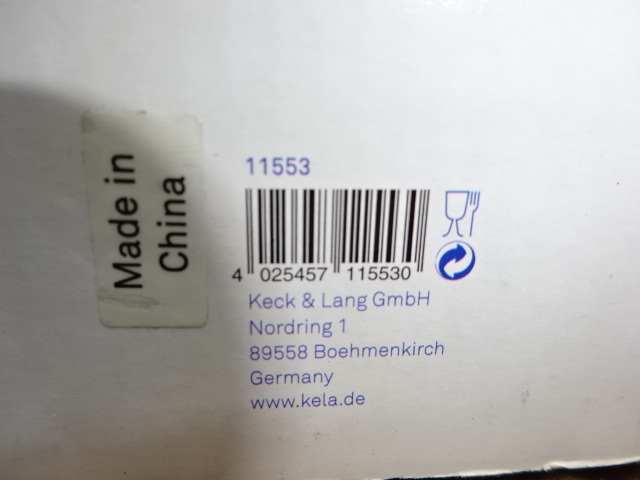 Made in
China
11553
4 025457 115530
Keck & Lang GmbH
Nordring 1
89558 Boehmenkirch
Germany
www.kela.de